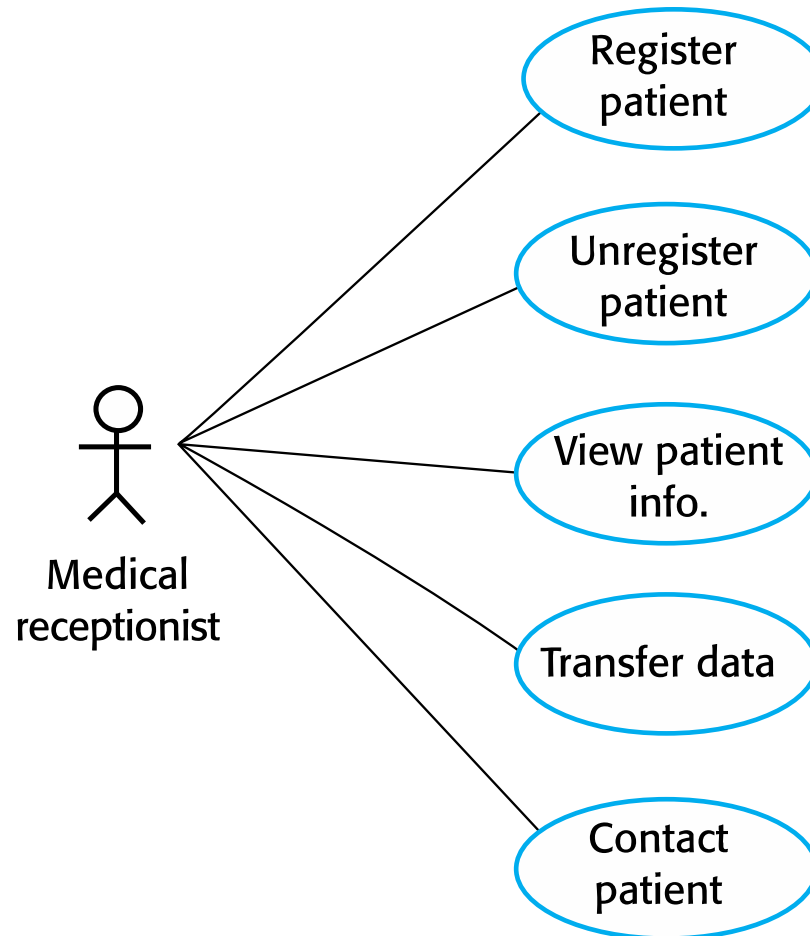 Register
patient
Unregister
patient
View patient
info.
Medical
receptionist
Transfer data
Contact
patient